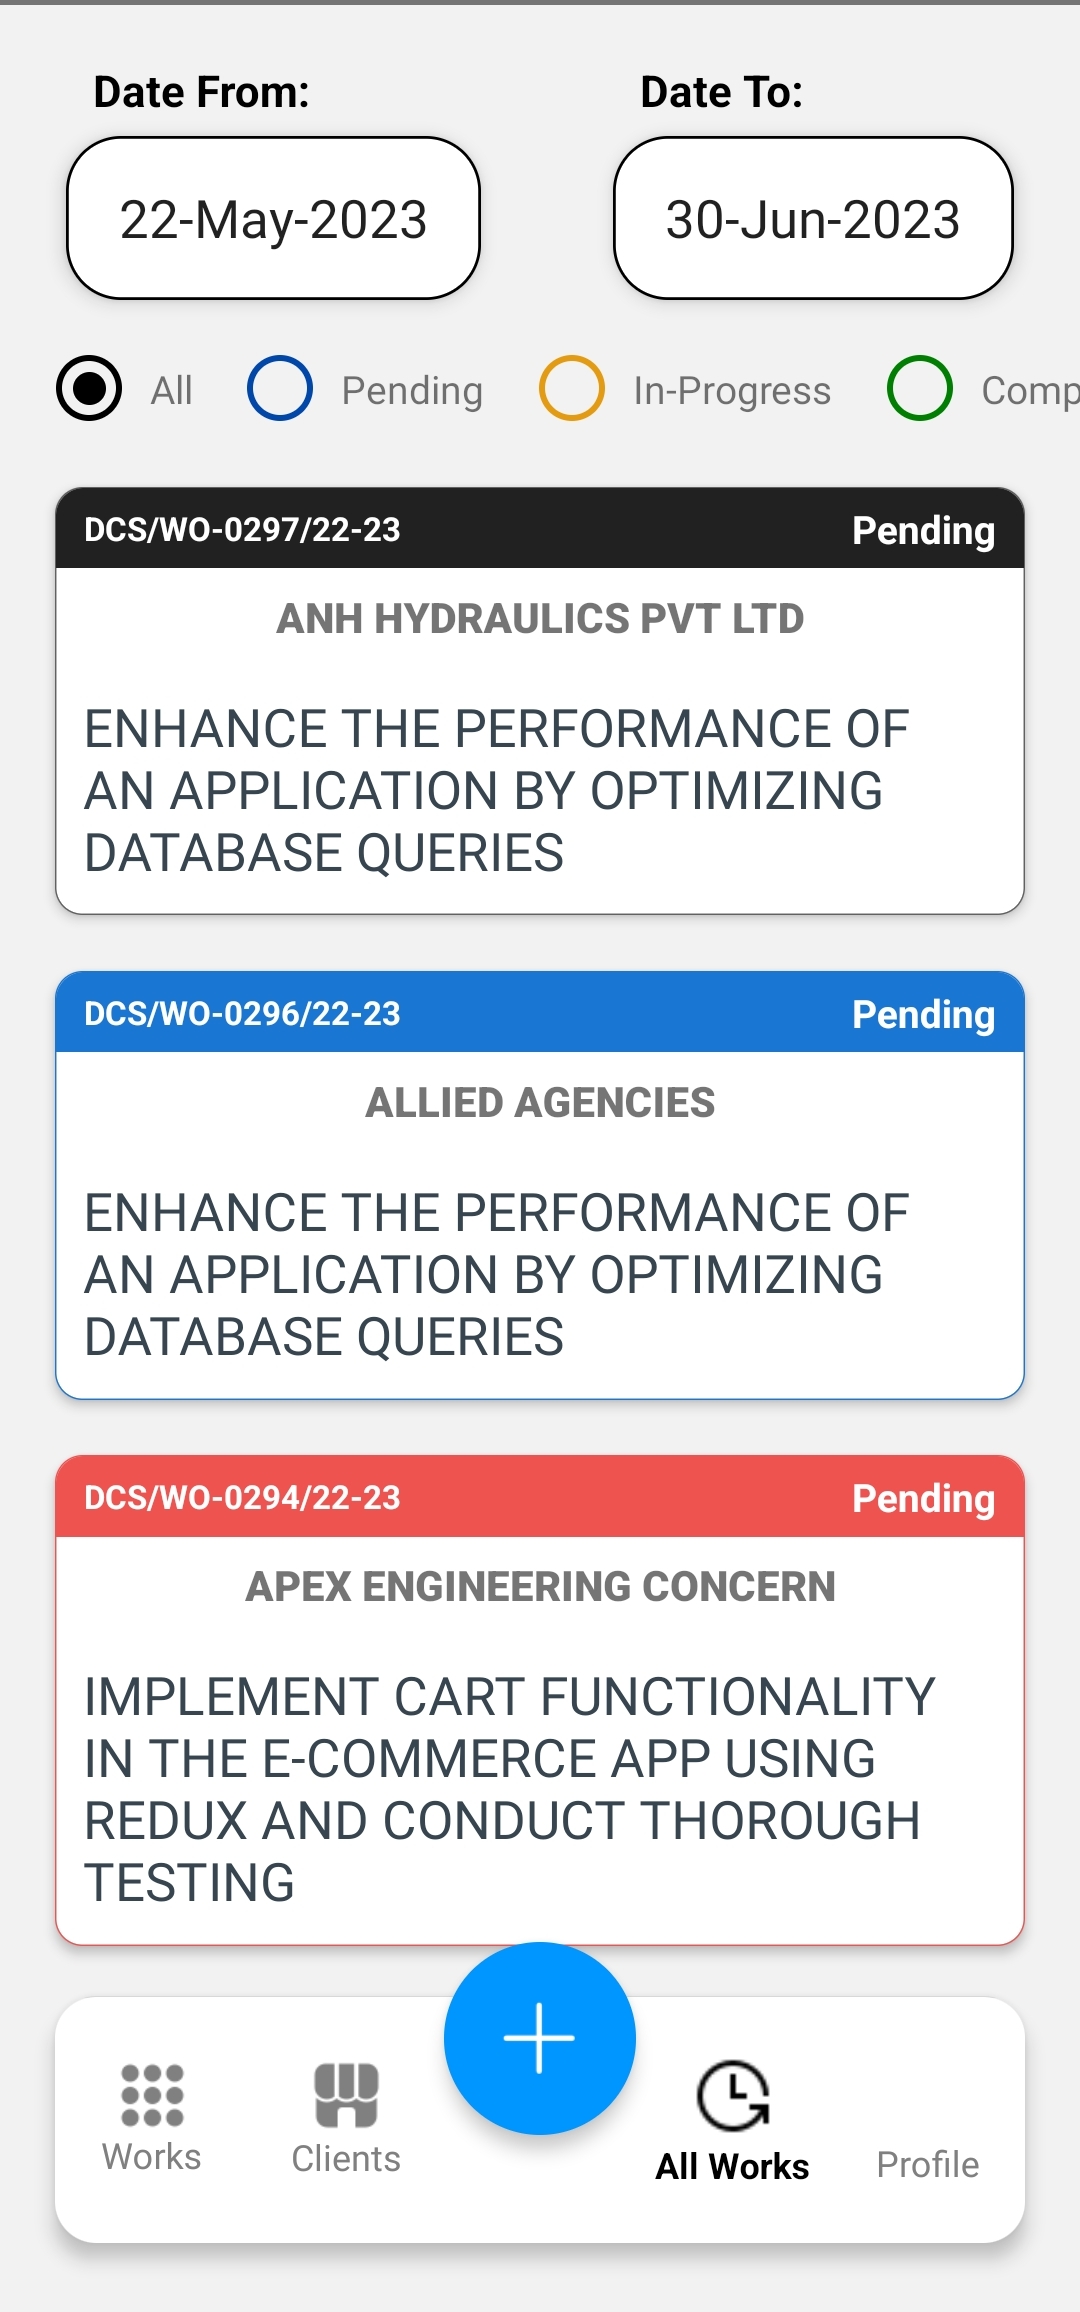 Date From:
Date To:
22-May-2023
30-Jun-2023
All
Pending
In-Progress
Comp
DCS/WO-0297/22-23
Pending
ANH HYDRAULICS PVT LTD
ENHANCE THE PERFORMANCE OF
AN APPLICATION BY OPTIMIZING
DATABASE QUERIES
DCS/WO-0296/22-23
Pending
ALLIED AGENCIES
ENHANCE THE PERFORMANCE OF
AN APPLICATION BY OPTIMIZING
DATABASE QUERIES
DCS/WO-0294/22-23
Pending
APEX ENGINEERING CONCERN
IMPLEMENT CART FUNCTIONALITY
IN THE E-COMMERCE APP USING
REDUX AND CONDUCT THOROUGH
TESTING
Works
Clients
All Works
Profile